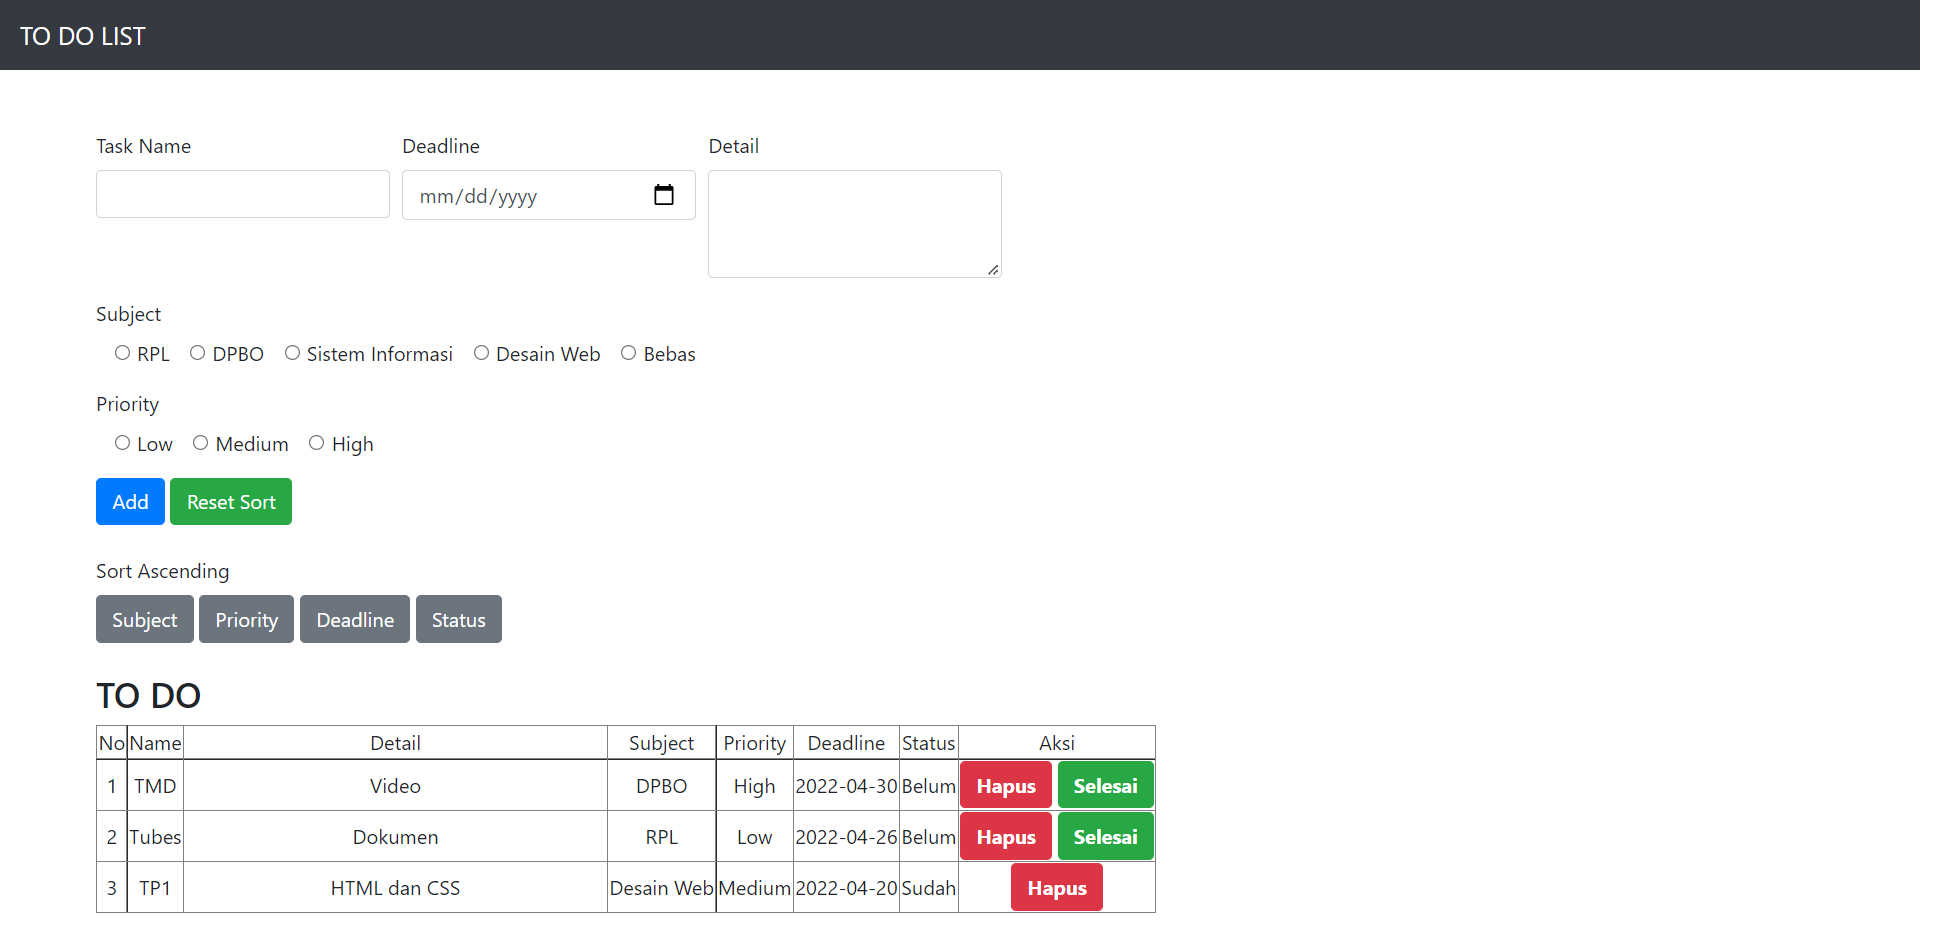 TO DO LIST
Task Name Deadline Detail
mm/dd/yyyy
Subject
RPL DPBO Sistem Informasi Desain Web Bebas
Priority
Low Medium High
Add Reset Sort
Sort Ascending
Subject Priority Deadline Status
TO DO
No Name Detail Subject Priority Deadline Status Aksi
1 TMD Video DPBO High 2022-04-30 Belum Hapus Selesai
2 Tubes Dokumen RPL Low 2022-04-26 Belum Hapus Selesai
3 TP1 HTML dan CSS Desain Web Medium 2022-04-20 Sudah Hapus